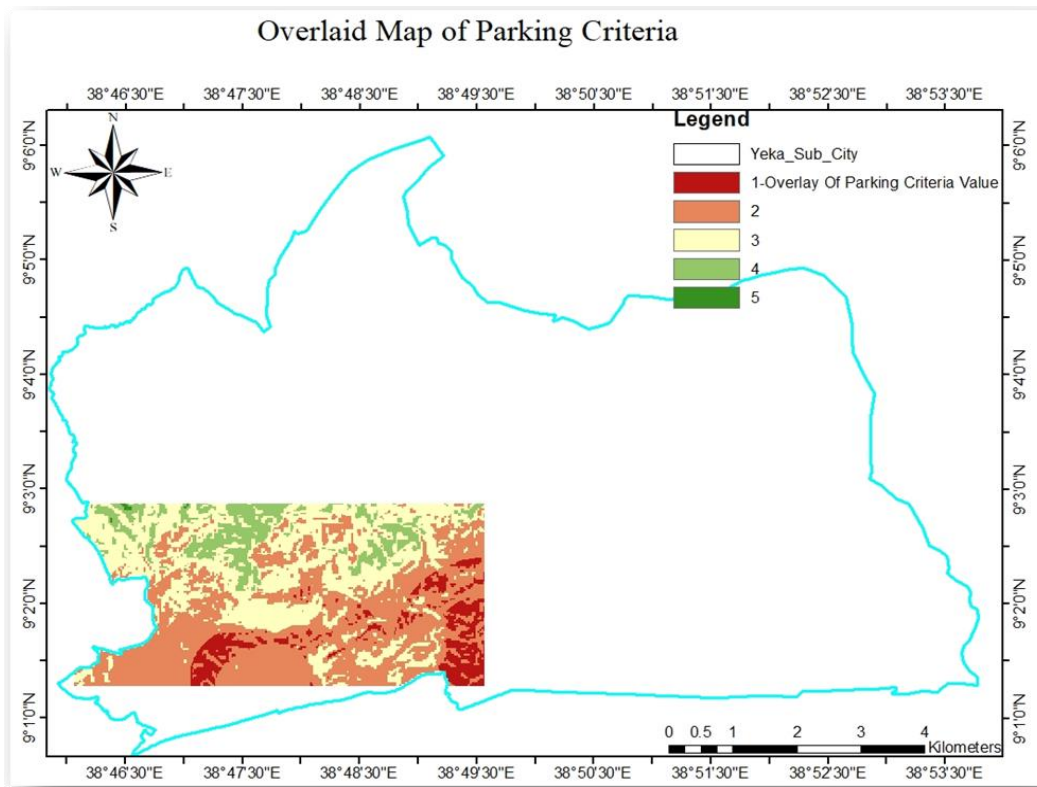 Overlaid Map of Parking Criteria
38°46'30"E 38°47'30"E 38°48'30"E 38°49'30"E 38°50'30"E 38°51'30"E 38°52'30"E 38°53'30"E
N
W E
S
Legend
Yeka_Sub_City
1-Overlay Of Parking Criteria Value
2
3
4
5
9°6'0"N 9°6'0"N
9°5'0"N 9°5'0"N
9°4'0"N 9°4'0"N
9°3'0"N 9°3'0"N
9°2'0"N 9°2'0"N
9°1'0"N 9°1'0"N
0 0.5 1 2 3 4
Kilometers
38°46'30"E 38°47'30"E 38°48'30"E 38°49'30"E 38°50'30"E 38°51'30"E 38°52'30"E 38°53'30"E